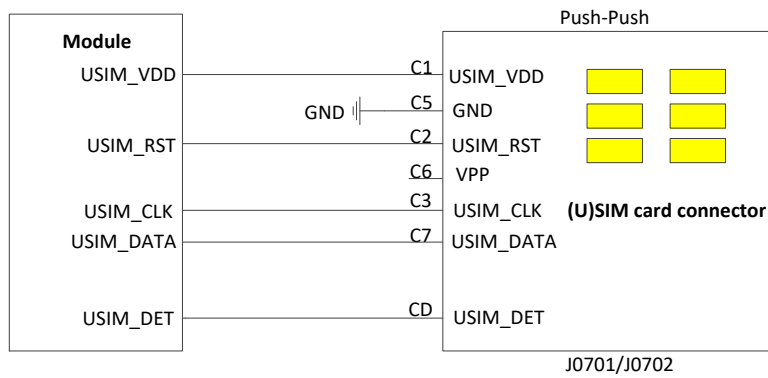 Push-Push
Module
USIM_VDD C1 USIM_VDD
GND C5 GND
USIM_RST C2 USIM_RST
C6 VPP
USIM_CLK C3 USIM_CLK (U)SIM card connector
USIM_DATA C7 USIM_DATA
USIM_DET CD USIM_DET
J0701/J0702